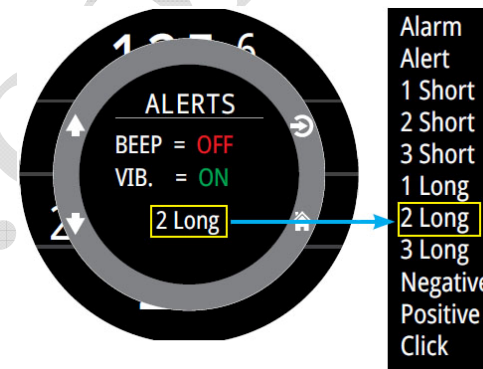 ALERTS
BEEP = OFF
VIB. = ON
2 Long
Alarm
Alert
1 Short
2 Short
3 Short
1 Long
2 Long
3 Long
Negative
Positive
Click